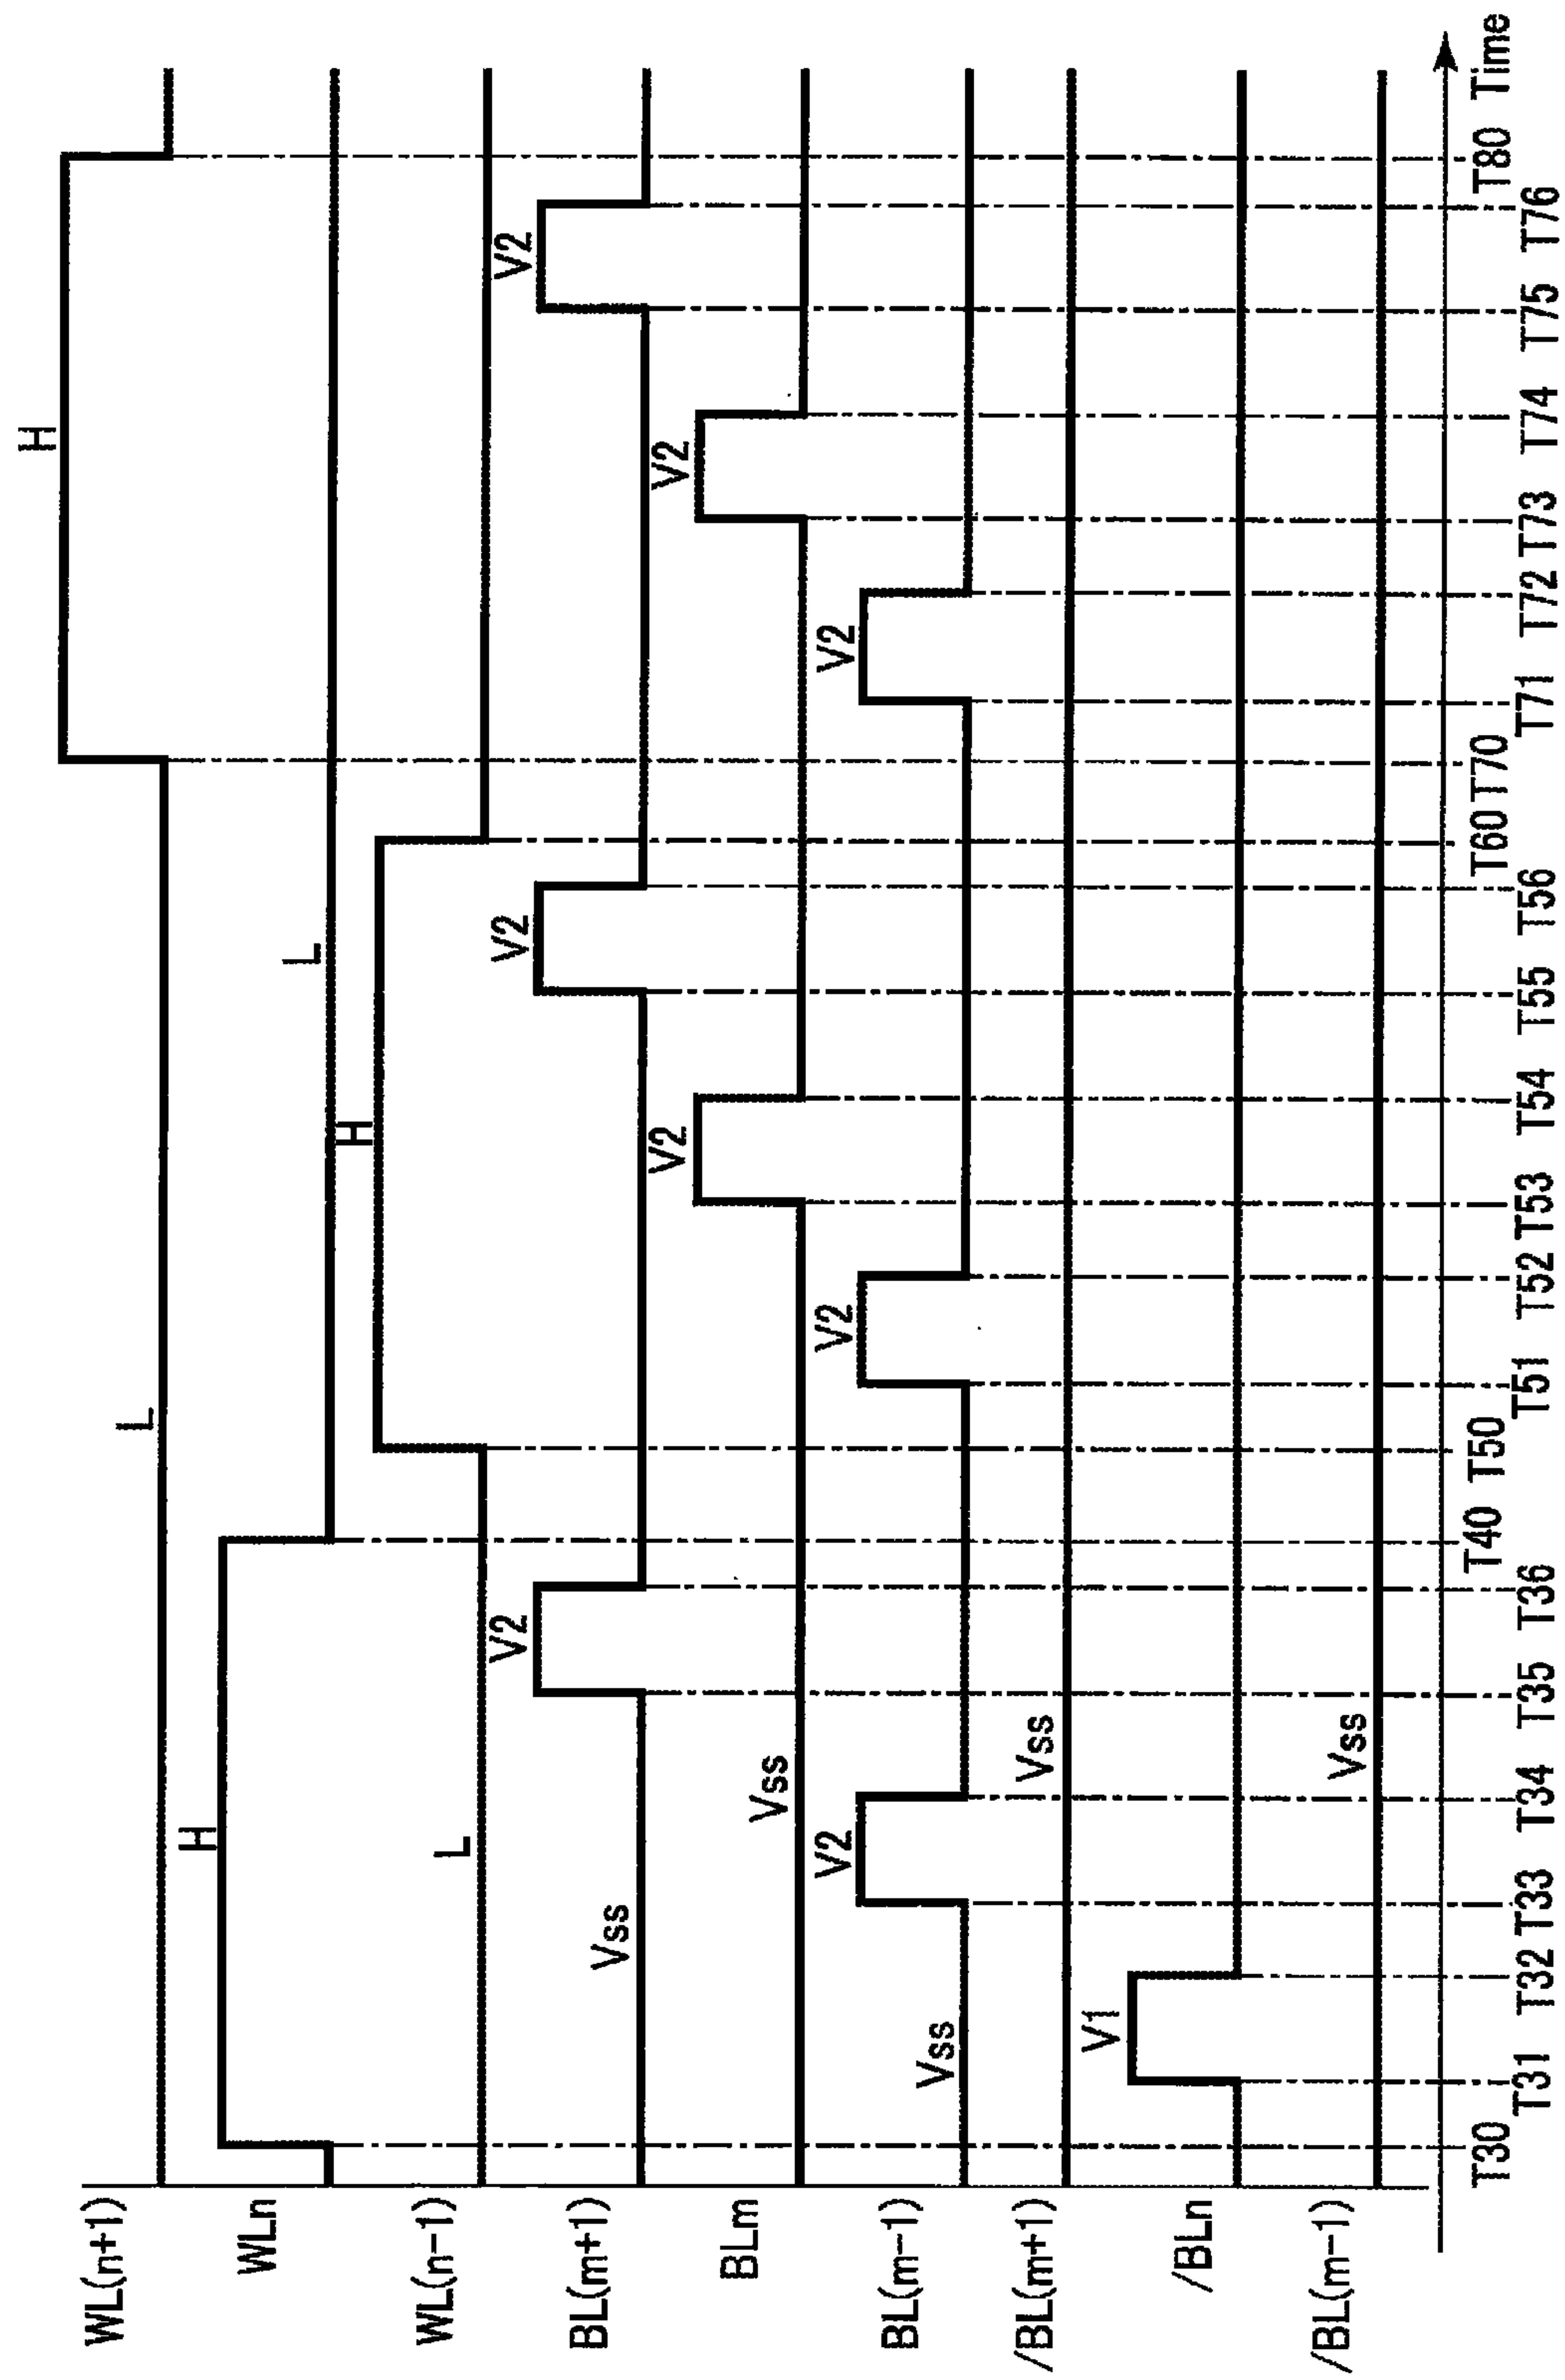 WL(n+1)
L
H
WLn
H
L
WL(n-1)
L
H
BL(m+1)
Vss
V2
V2
V2
BLm
Vss
V2
V2
BL(m-1)
Vss
V2
V2
V2
/BL(m+1)
Vss
/BLn
V1
/BL(m-1)
Vss
T30
T40
T50
T60
T70
T80
Time
T31
T32
T33
T34
T35
T36
T51
T52
T53
T54
T55
T56
T71
T72
T73
T74
T75
T76